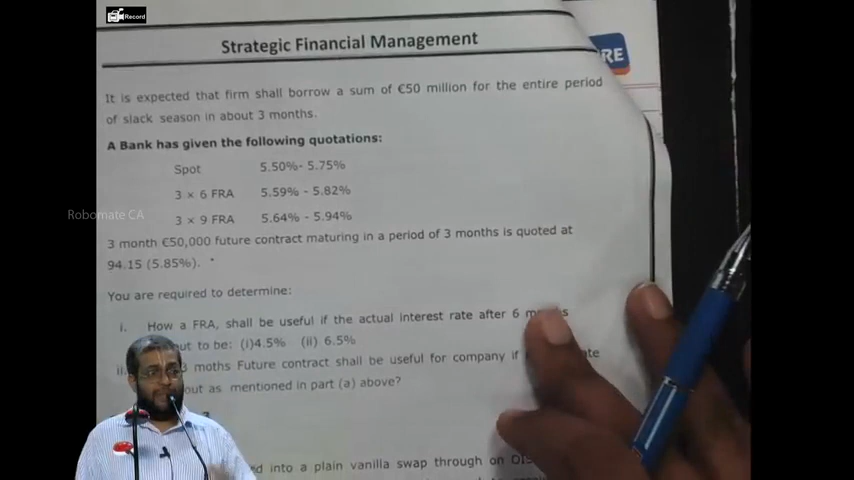 Record
Strategic Financial Management
RE
It is expected that firm shall borrow a sum of €50 million for the entire period
of slack season in about 3 months.
A Bank has given the following quotations:
Spot 5.50%- 5.75%
3 × 6 FRA 5.59% - 5.82%
3 × 9 FRA 5.64% - 5.94%
Robomate CA
3 month €50,000 future contract maturing in a period of 3 months is quoted at
94.15 (5.85%).
You are required to determine:
i. How a FRA, shall be useful if the actual interest rate after 6
out to be: (i)4.5% (ii) 6.5%
ii. 3 moths Future contract shall be useful for company if
out as mentioned in part (a) above?
into a plain vanilla swap through on